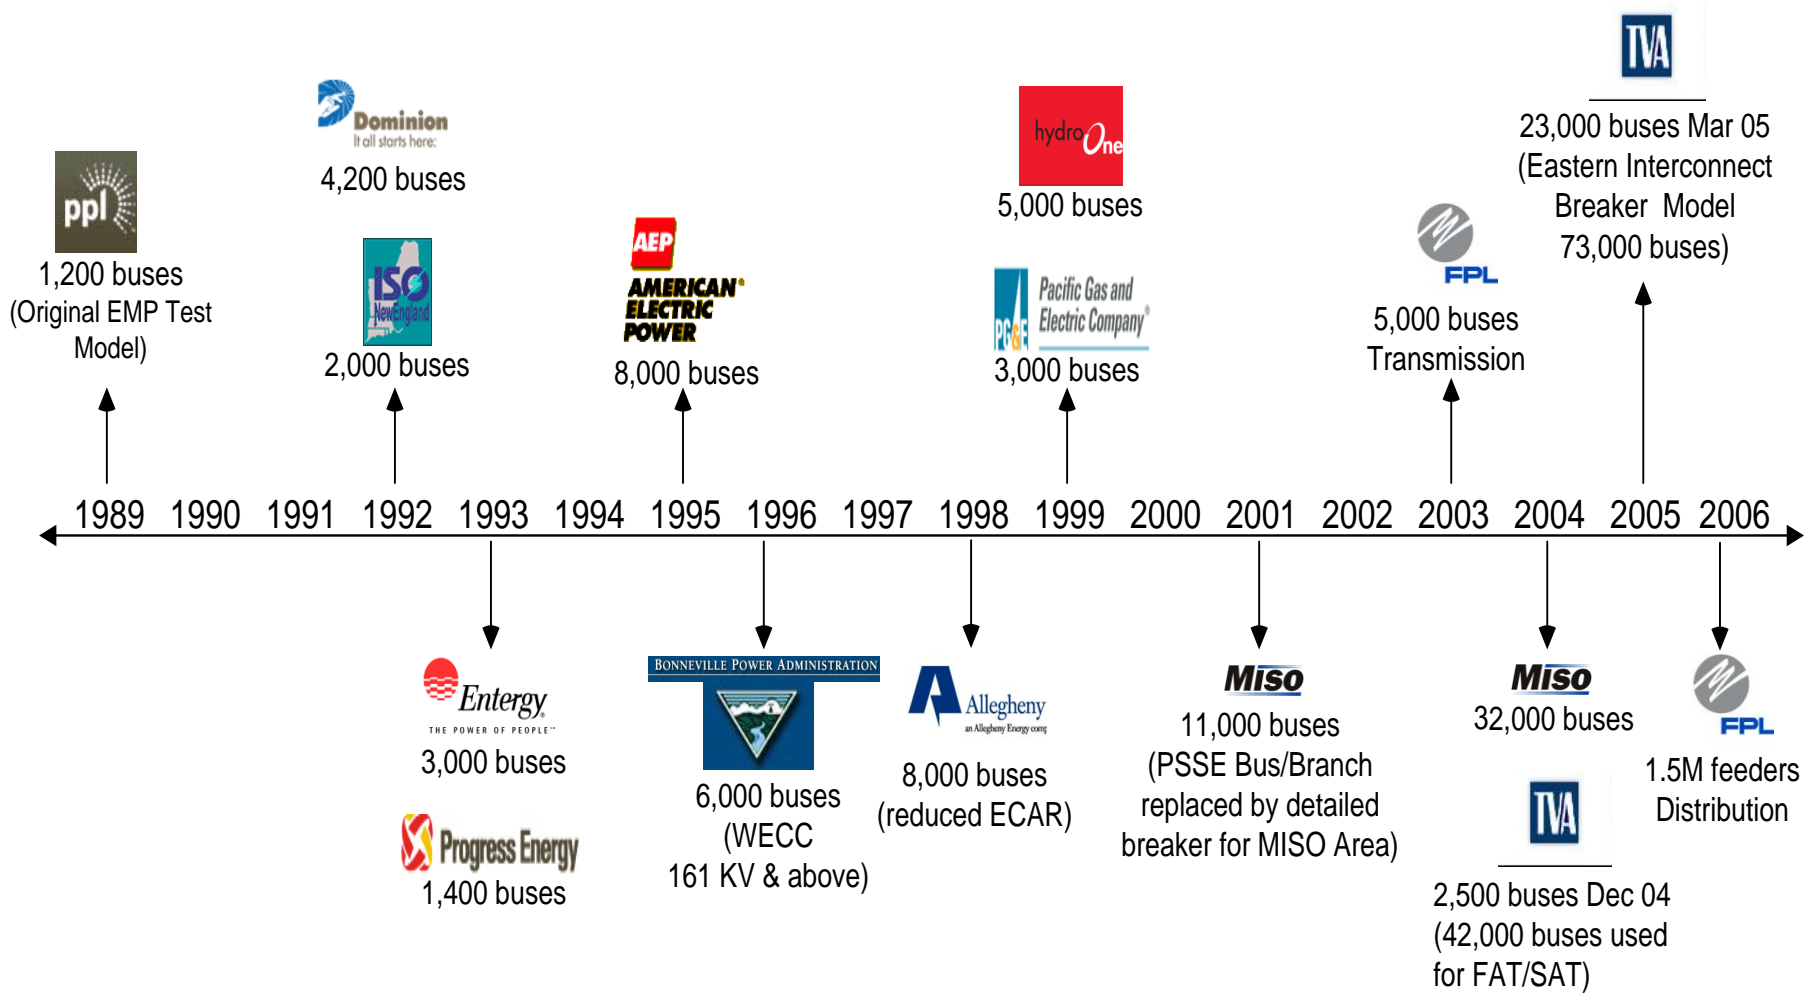 ppl
1,200 buses
(Original EMP Test
Model)
Dominion
It all starts here:
4,200 buses
ISO
NewEngland
2,000 buses
AEP
AMERICAN®
ELECTRIC
POWER
8,000 buses
hydro
One
5,000 buses
PG&E
Pacific Gas and
Electric Company®
3,000 buses
FPL
5,000 buses
Transmission
TVA
23,000 buses Mar 05
(Eastern Interconnect
Breaker Model
73,000 buses)
1989 1990 1991 1992 1993 1994 1995 1996 1997 1998 1999 2000 2001 2002 2003 2004 2005 2006
Entergy
THE POWER OF PEOPLE℠
3,000 buses
Progress Energy
1,400 buses
BONNEVILLE POWER ADMINISTRATION
6,000 buses
(WECC
161 KV & above)
Allegheny
an Allegheny Energy comp
8,000 buses
(reduced ECAR)
Miso
11,000 buses
(PSSE Bus/Branch
replaced by detailed
breaker for MISO Area)
Miso
32,000 buses
TVA
2,500 buses Dec 04
(42,000 buses used
for FAT/SAT)
FPL
1.5M feeders
Distribution